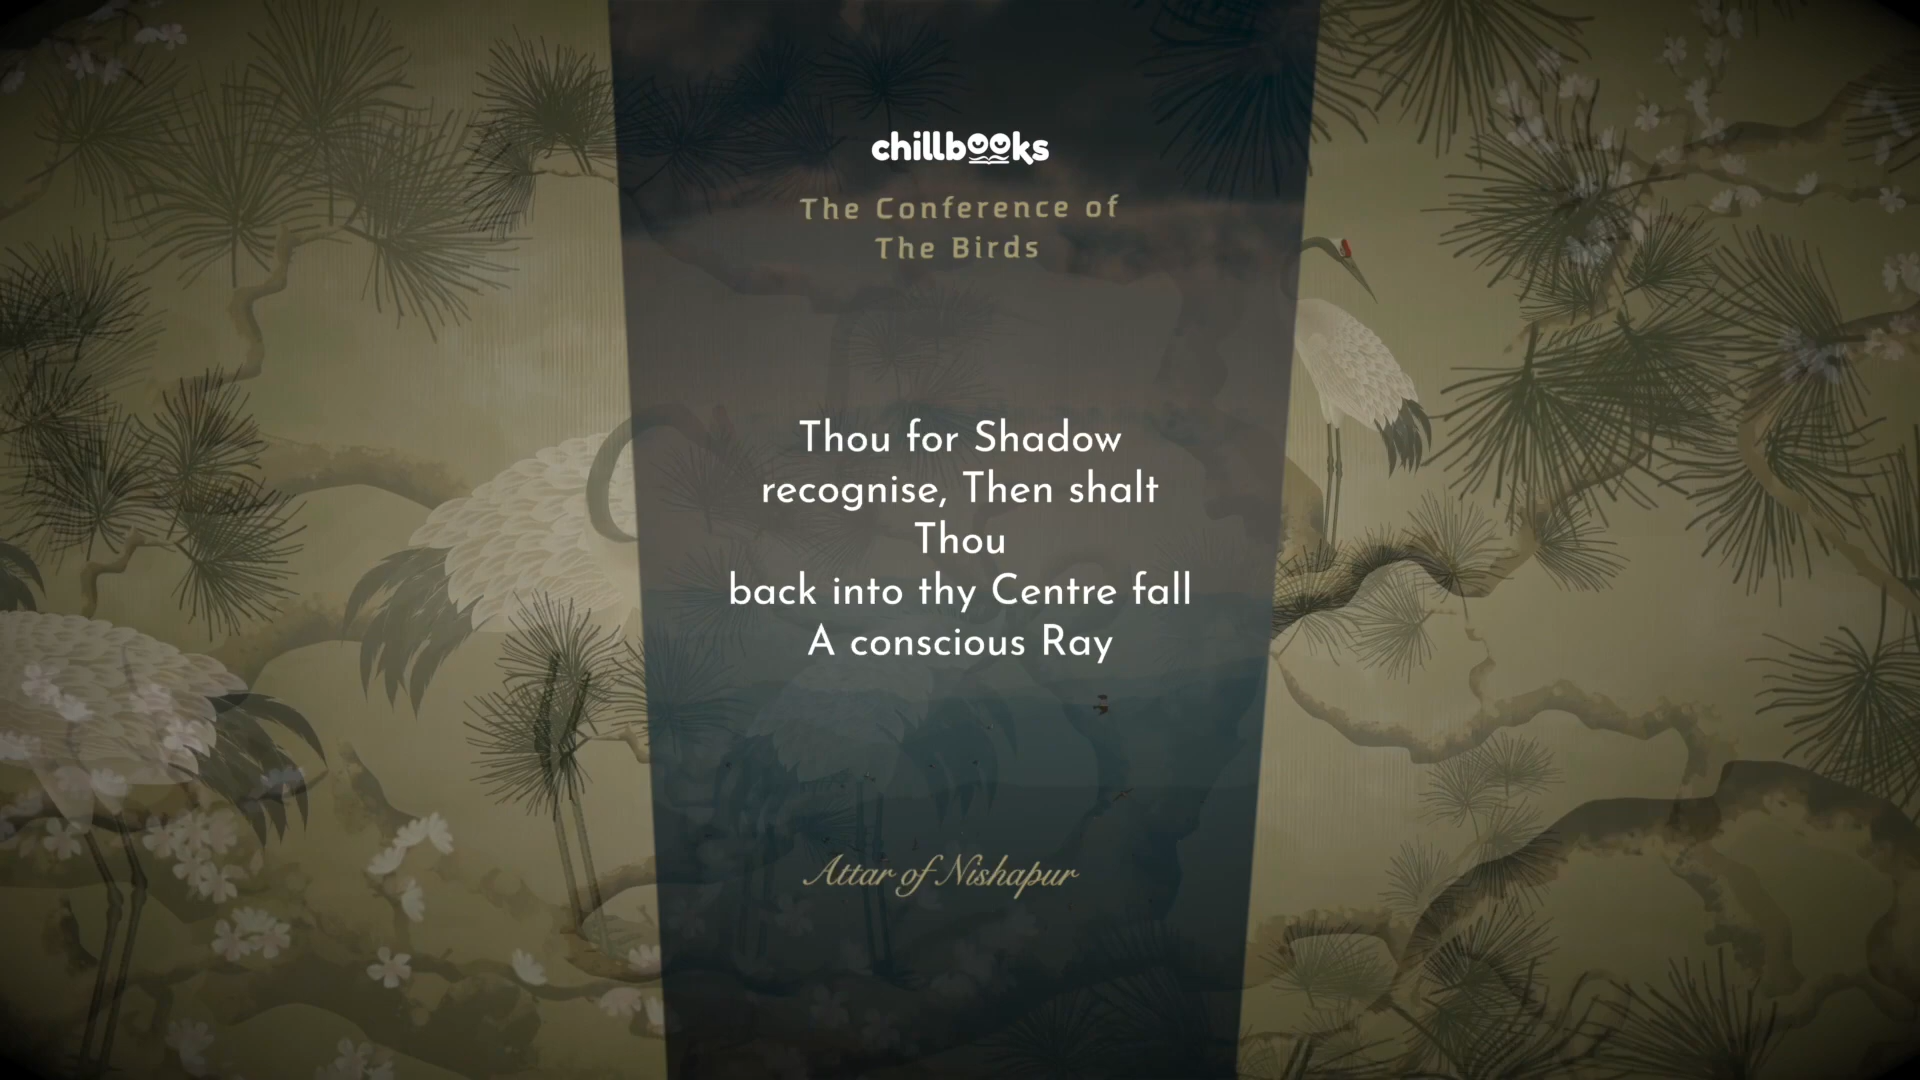 chillbooks
The Conference of
The Birds
Thou for Shadow
recognise, Then shalt
Thou
back into thy Centre fall
A conscious Ray
Attar of Nishapur